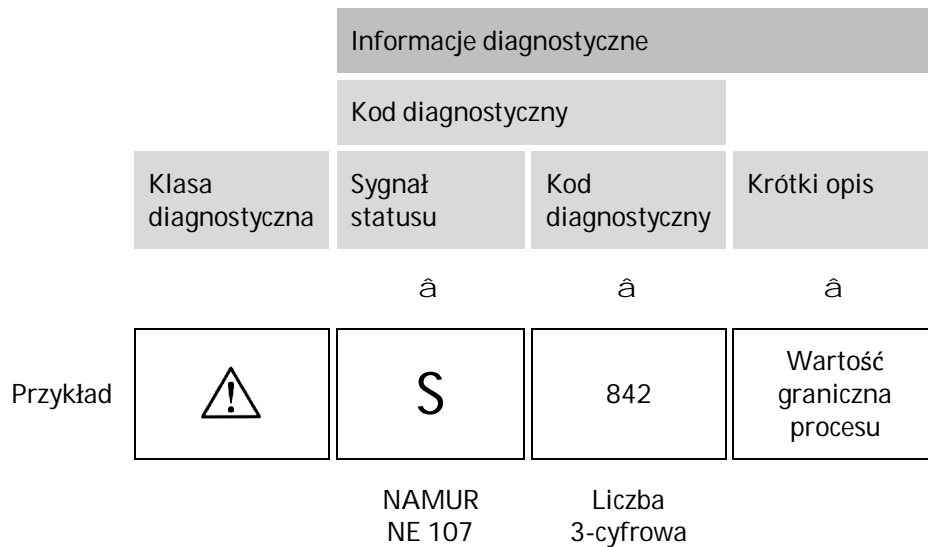 Informacje diagnostyczne
Kod diagnostyczny
Klasa
diagnostyczna
Sygnał
statusu
Kod
diagnostyczny
Krótki opis
â
â
â
Przykład
S
842
Wartość
graniczna
procesu
NAMUR
NE 107
Liczba
3-cyfrowa